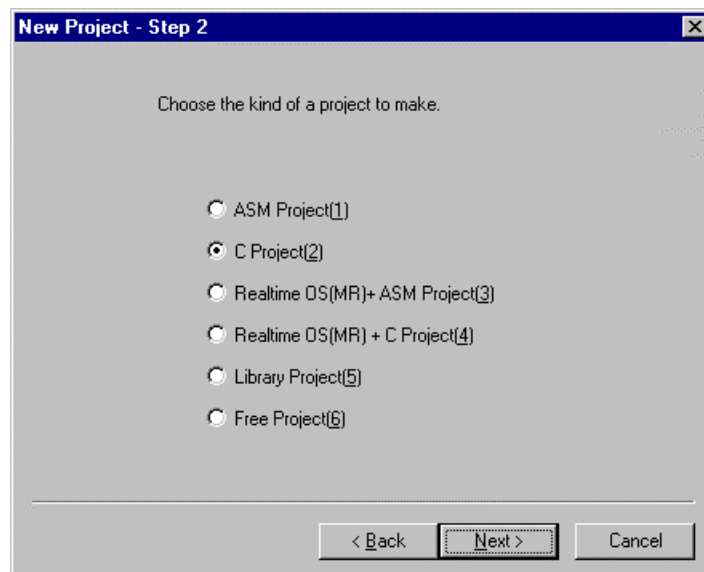 New Project - Step 2
Choose the kind of a project to make.
ASM Project(1)
C Project(2)
Realtime OS(MR)+ ASM Project(3)
Realtime OS(MR) + C Project(4)
Library Project(5)
Free Project(6)
< Back Next > Cancel